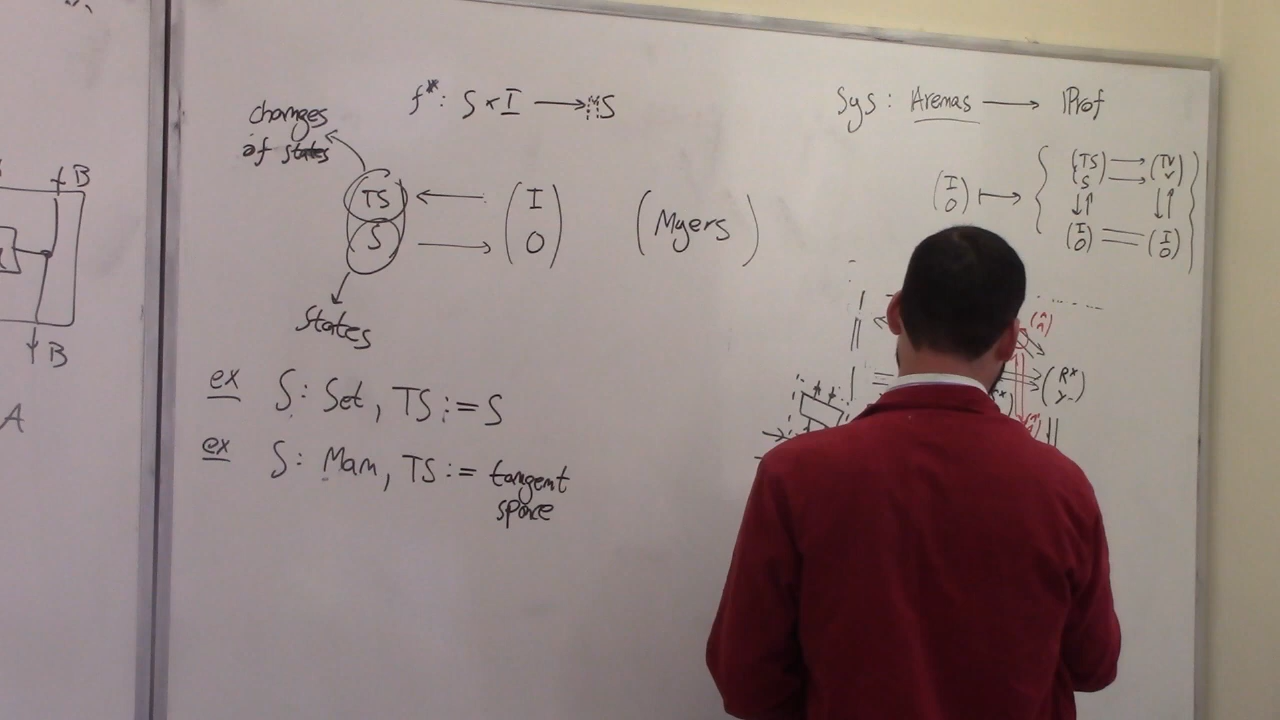 B
B
A
f*: S × I → MS
changes
of states
TS
S
I
O
(Myers)
states
ex S: Set, TS := S
ex S: Man, TS := tangent
space
Sys: Arenas → Prof
(I O) ↦ { (TS S) ⇉ (TV V)
(I O) = (I O) }